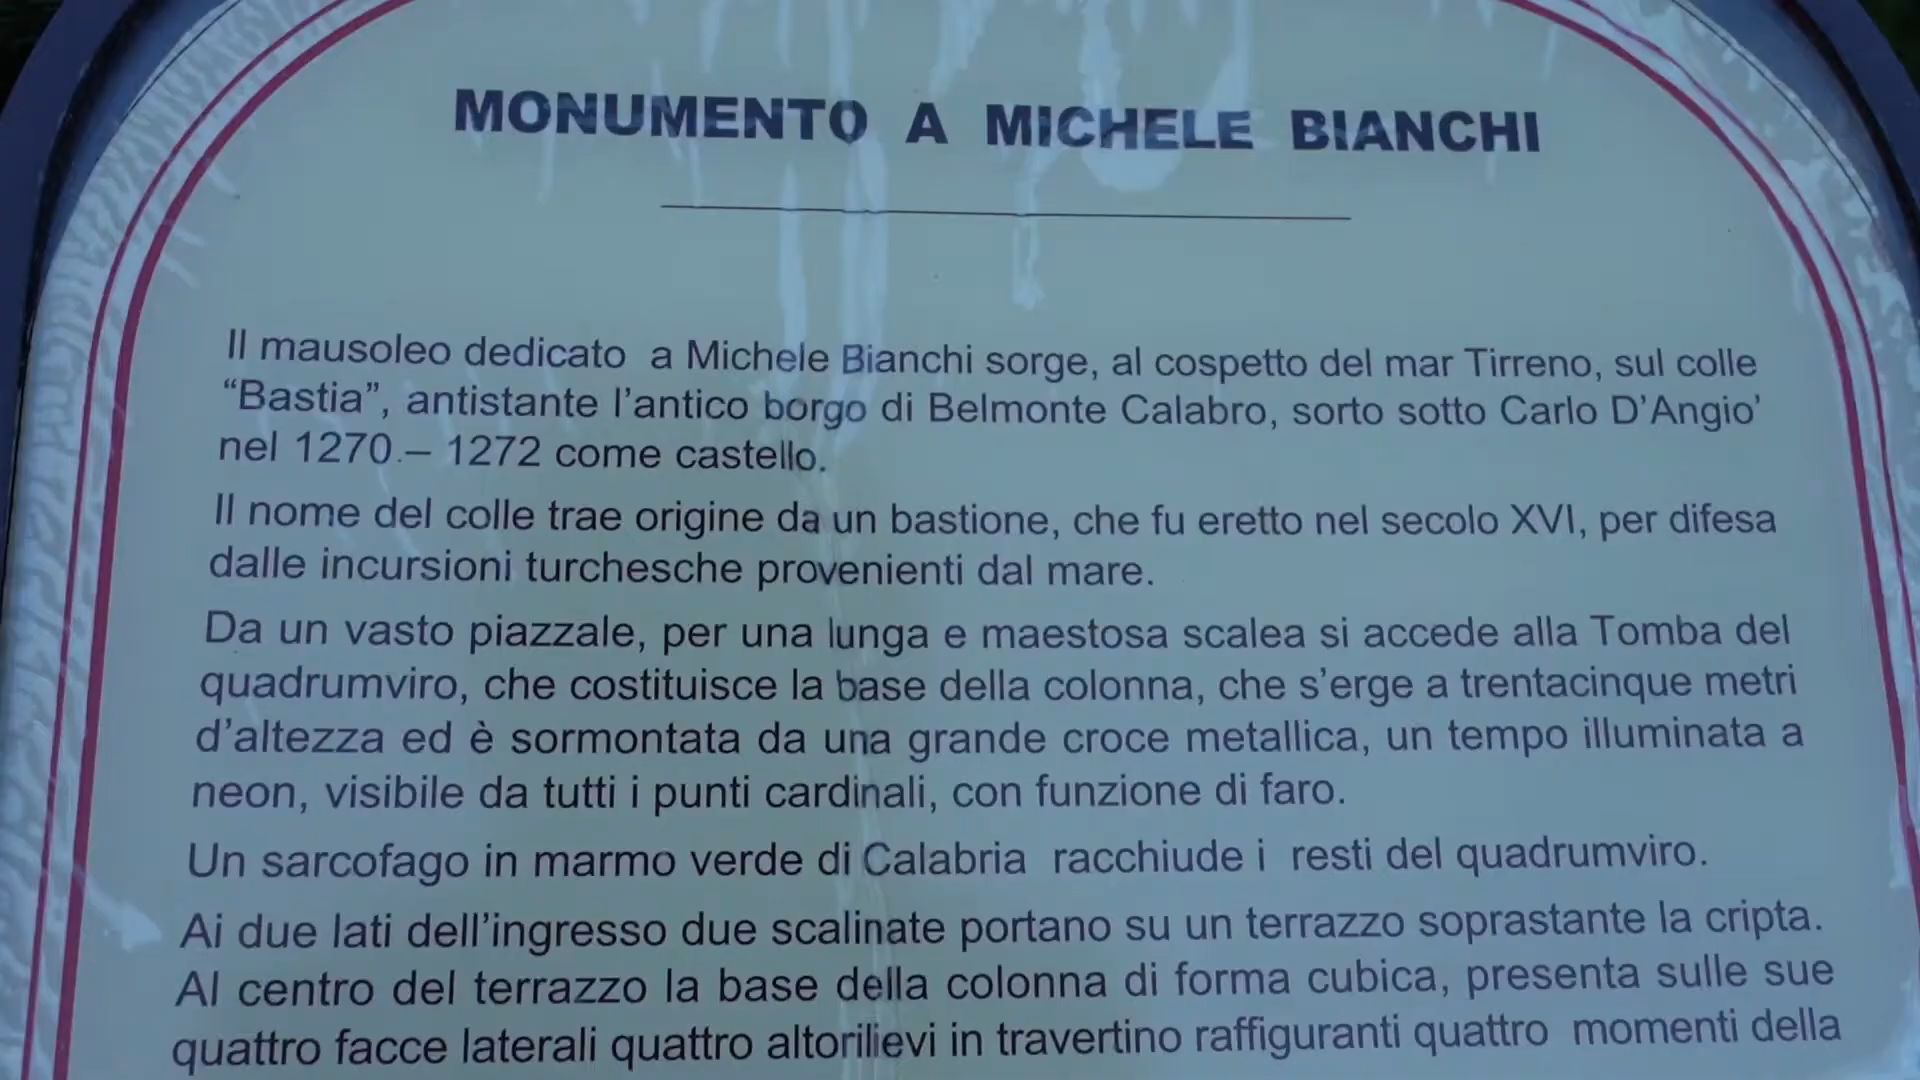 MONUMENTO A MICHELE BIANCHI
Il mausoleo dedicato a Michele Bianchi sorge, al cospetto del mar Tirreno, sul colle
“Bastia”, antistante l’antico borgo di Belmonte Calabro, sorto sotto Carlo D’Angio’
nel 1270.– 1272 come castello.
Il nome del colle trae origine da un bastione, che fu eretto nel secolo XVI, per difesa
dalle incursioni turchesche provenienti dal mare.
Da un vasto piazzale, per una lunga e maestosa scalea si accede alla Tomba del
quadrumviro, che costituisce la base della colonna, che s’erge a trentacinque metri
d’altezza ed è sormontata da una grande croce metallica, un tempo illuminata a
neon, visibile da tutti i punti cardinali, con funzione di faro.
Un sarcofago in marmo verde di Calabria racchiude i resti del quadrumviro.
Ai due lati dell’ingresso due scalinate portano su un terrazzo soprastante la cripta.
Al centro del terrazzo la base della colonna di forma cubica, presenta sulle sue
quattro facce laterali quattro altorilievi in travertino raffiguranti quattro momenti della